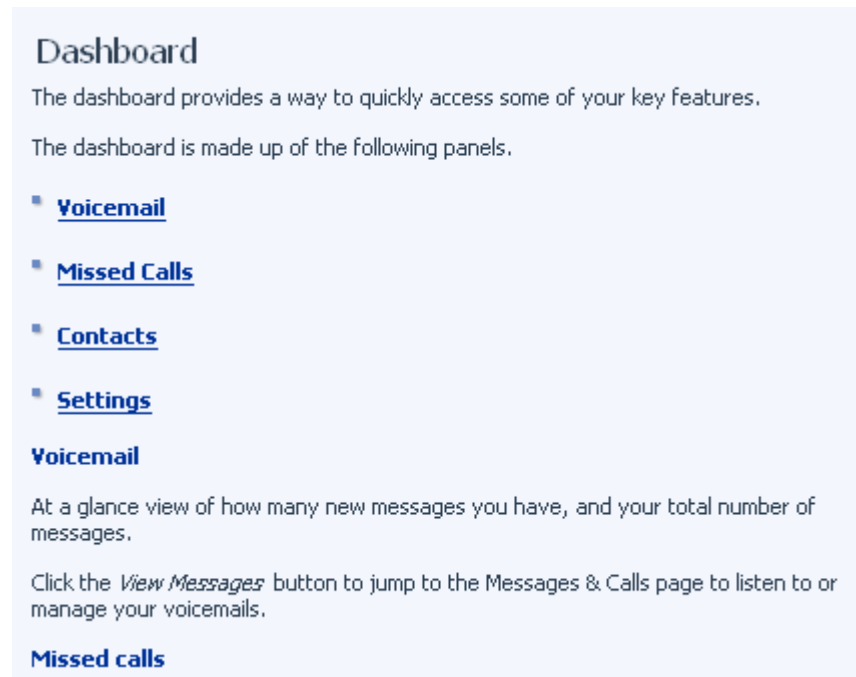 Dashboard
The dashboard provides a way to quickly access some of your key features.
The dashboard is made up of the following panels.
Voicemail
Missed Calls
Contacts
Settings
Voicemail
At a glance view of how many new messages you have, and your total number of
messages.
Click the View Messages button to jump to the Messages & Calls page to listen to or
manage your voicemails.
Missed calls